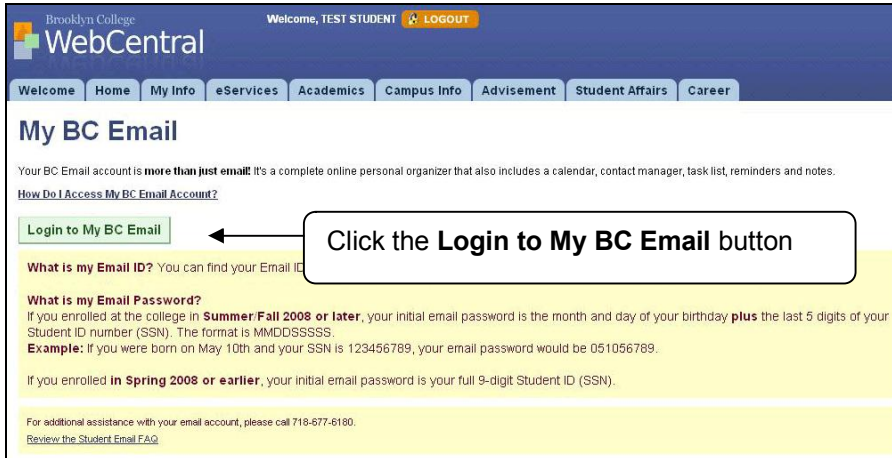 Brooklyn College
WebCentral
Welcome, TEST STUDENT LOGOUT
Welcome Home My Info eServices Academics Campus Info Advisement Student Affairs Career
My BC Email
Your BC Email account is more than just email! It's a complete online personal organizer that also includes a calendar, contact manager, task list, reminders and notes.
How Do I Access My BC Email Account?
Login to My BC Email
Click the Login to My BC Email button
What is my Email ID? You can find your Email ID
What is my Email Password?
If you enrolled at the college in Summer/Fall 2008 or later, your initial email password is the month and day of your birthday plus the last 5 digits of your
Student ID number (SSN). The format is MMDDSSSSS.
Example: If you were born on May 10th and your SSN is 123456789, your email password would be 051056789.
If you enrolled in Spring 2008 or earlier, your initial email password is your full 9-digit Student ID (SSN).
For additional assistance with your email account, please call 718-677-6180.
Review the Student Email FAQ